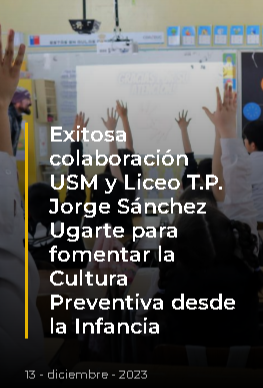 Exitosa
colaboración
USM y Liceo T.P.
Jorge Sánchez
Ugarte para
fomentar la
Cultura
Preventiva desde
la Infancia
13 - diciembre - 2023